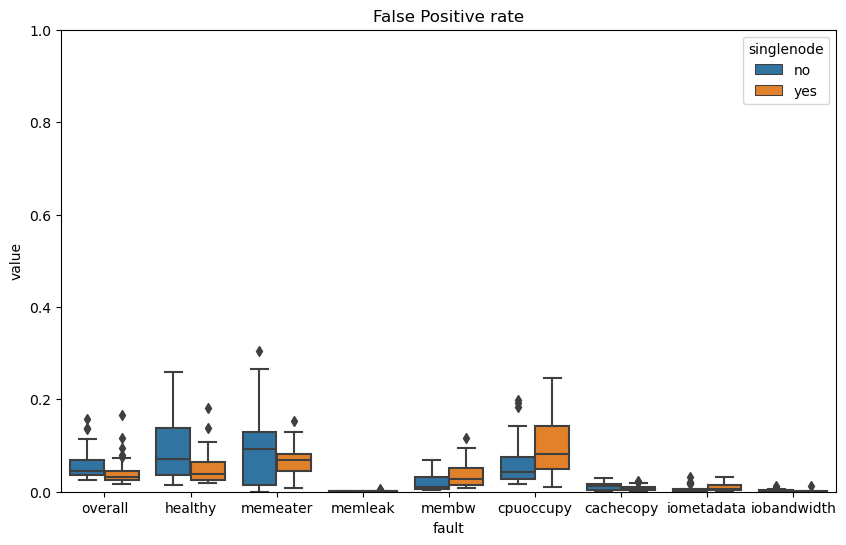 False Positive rate
singlenode
no
yes
value
1.0
0.8
0.6
0.4
0.2
0.0
overall healthy memeater memleak membw cpuoccupy cachecopy iometadata iobandwidth
fault